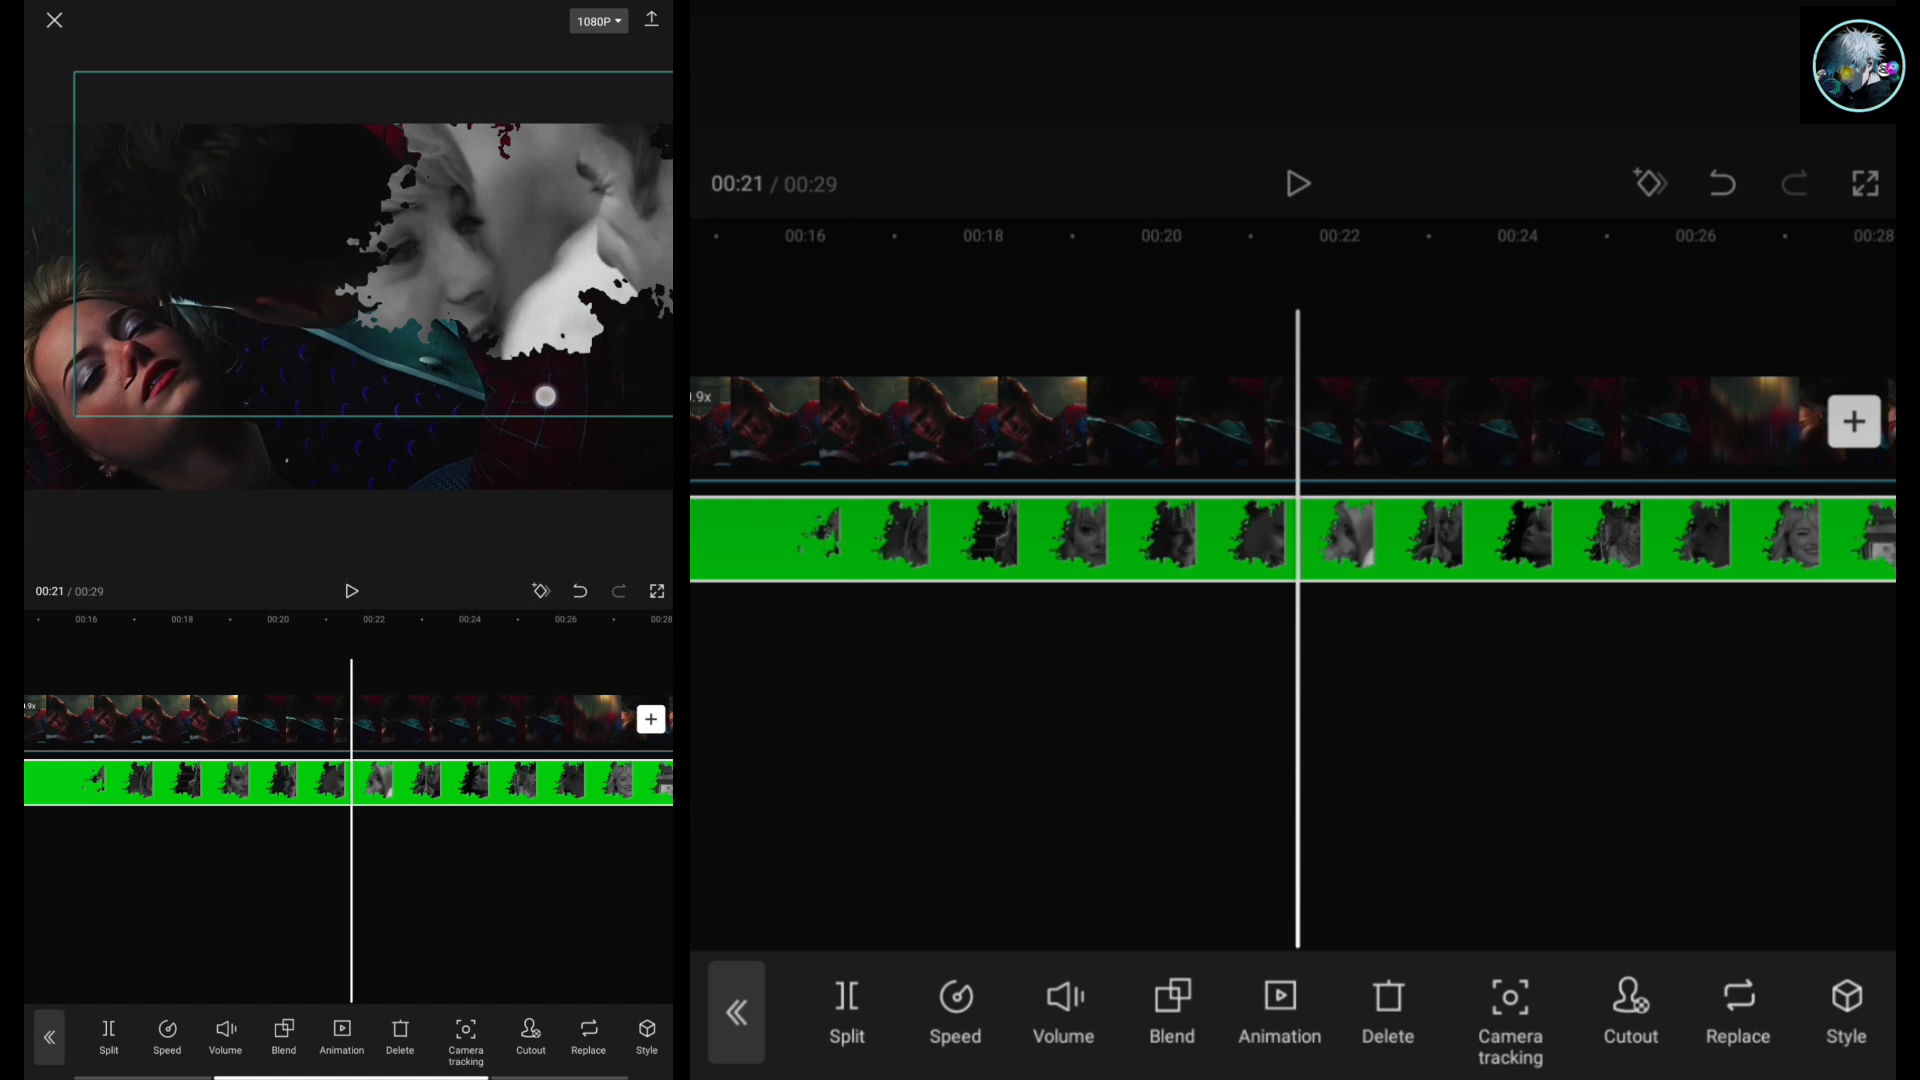 1080P
00:21 / 00:29
00:16 00:18 00:20 00:22 00:24 00:26 00:28
.9x
Split Speed Volume Blend Animation Delete Camera tracking Cutout Replace Style
00:21 / 00:29
00:16 00:18 00:20 00:22 00:24 00:26 00:28
.9x
Split Speed Volume Blend Animation Delete Camera tracking Cutout Replace Style